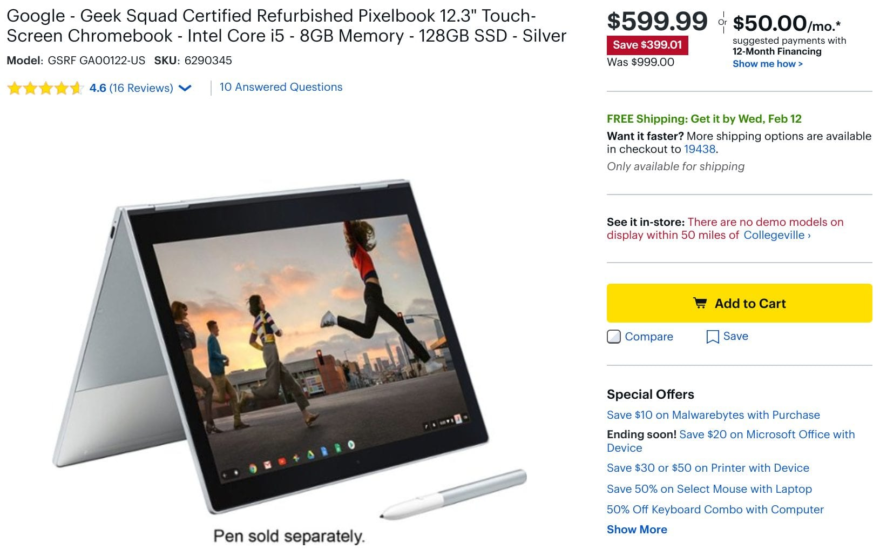 Google - Geek Squad Certified Refurbished Pixelbook 12.3" Touch-
Screen Chromebook - Intel Core i5 - 8GB Memory - 128GB SSD - Silver
Model: GSRF GA00122-US SKU: 6290345
4.6 (16 Reviews) 10 Answered Questions
Pen sold separately.
$599.99
Save $399.01
Was $999.00
Or
$50.00/mo.*
suggested payments with
12-Month Financing
Show me how >
FREE Shipping: Get it by Wed, Feb 12
Want it faster? More shipping options are available
in checkout to 19438.
Only available for shipping
See it in-store: There are no demo models on
display within 50 miles of Collegeville ›
Add to Cart
Compare Save
Special Offers
Save $10 on Malwarebytes with Purchase
Ending soon! Save $20 on Microsoft Office with
Device
Save $30 or $50 on Printer with Device
Save 50% on Select Mouse with Laptop
50% Off Keyboard Combo with Computer
Show More